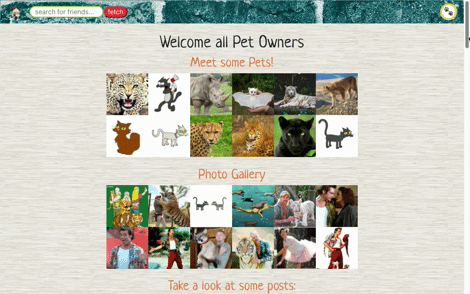 search for friends...
fetch
Welcome all Pet Owners
Meet some Pets!
Photo Gallery
Take a look at some posts: